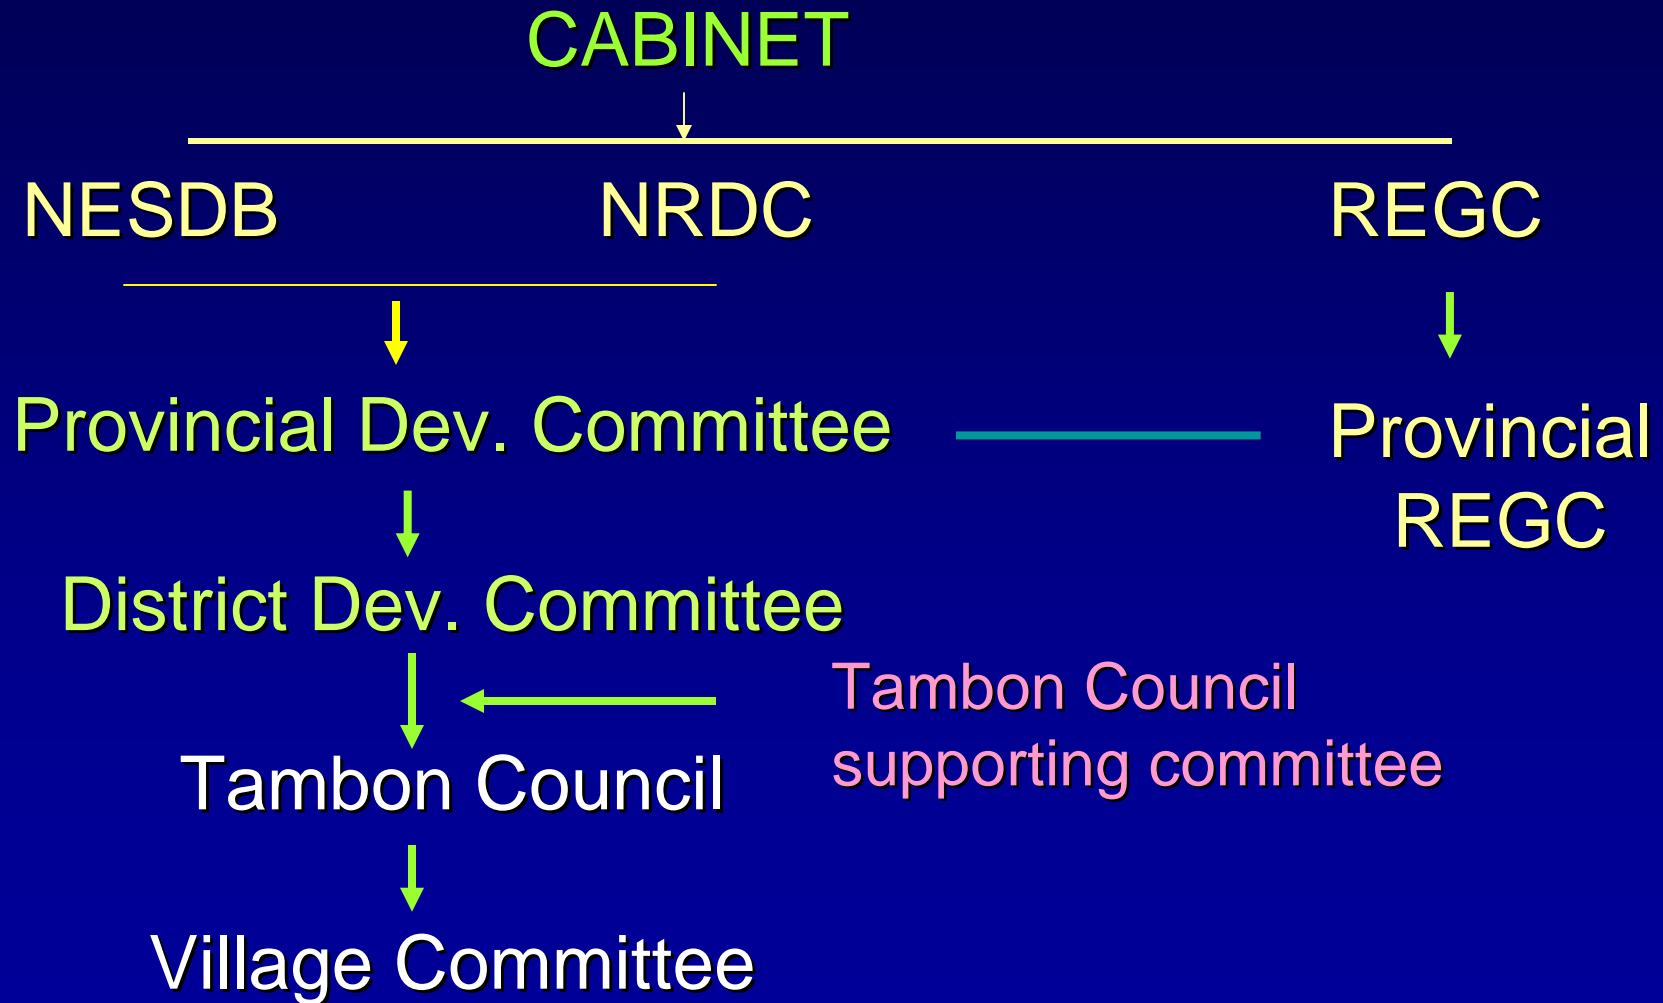 CABINET
NESDB
NRDC
REGC
Provincial Dev. Committee
Provincial
REGC
District Dev. Committee
Tambon Council
supporting committee
Tambon Council
Village Committee